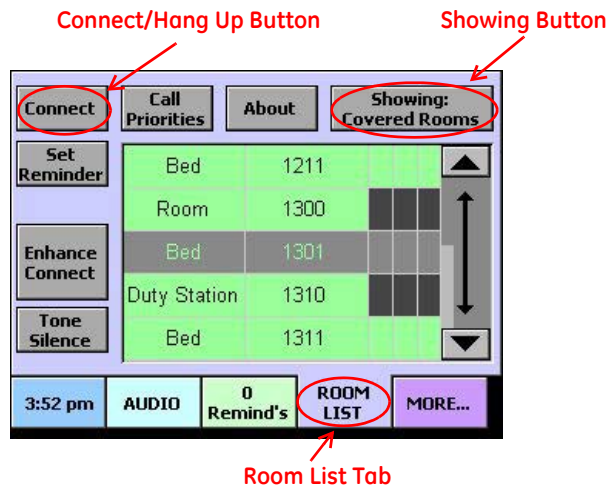 Connect/Hang Up Button
Showing Button
Connect
Call
Priorities
About
Showing:
Covered Rooms
Set
Reminder
Enhance
Connect
Tone
Silence
Bed 1211
Room 1300
Bed 1301
Duty Station 1310
Bed 1311
3:52 pm
AUDIO
0
Remind's
ROOM
LIST
MORE...
Room List Tab